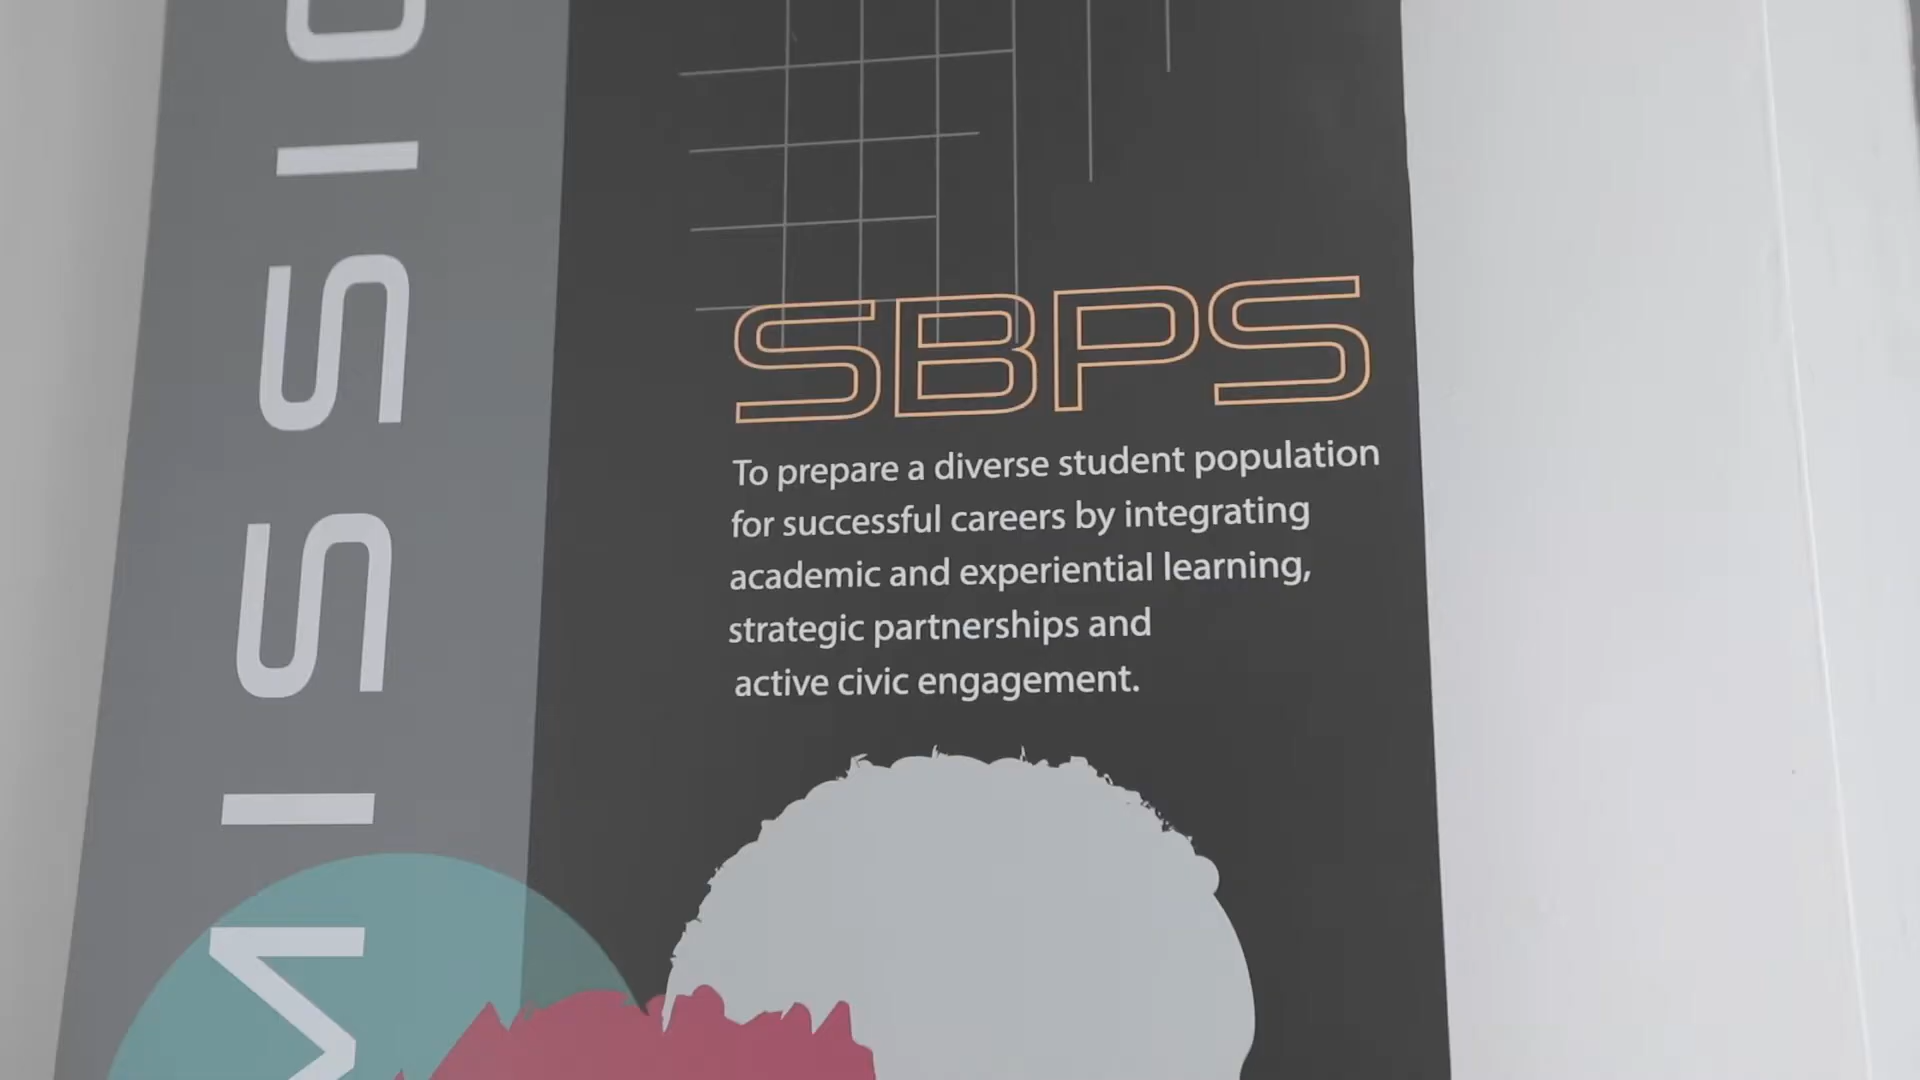 MISSIO
SBPS
To prepare a diverse student population
for successful careers by integrating
academic and experiential learning,
strategic partnerships and
active civic engagement.